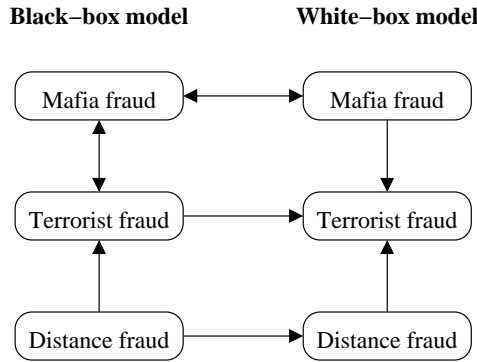 Black−box model White−box model
Mafia fraud Mafia fraud
Terrorist fraud Terrorist fraud
Distance fraud Distance fraud